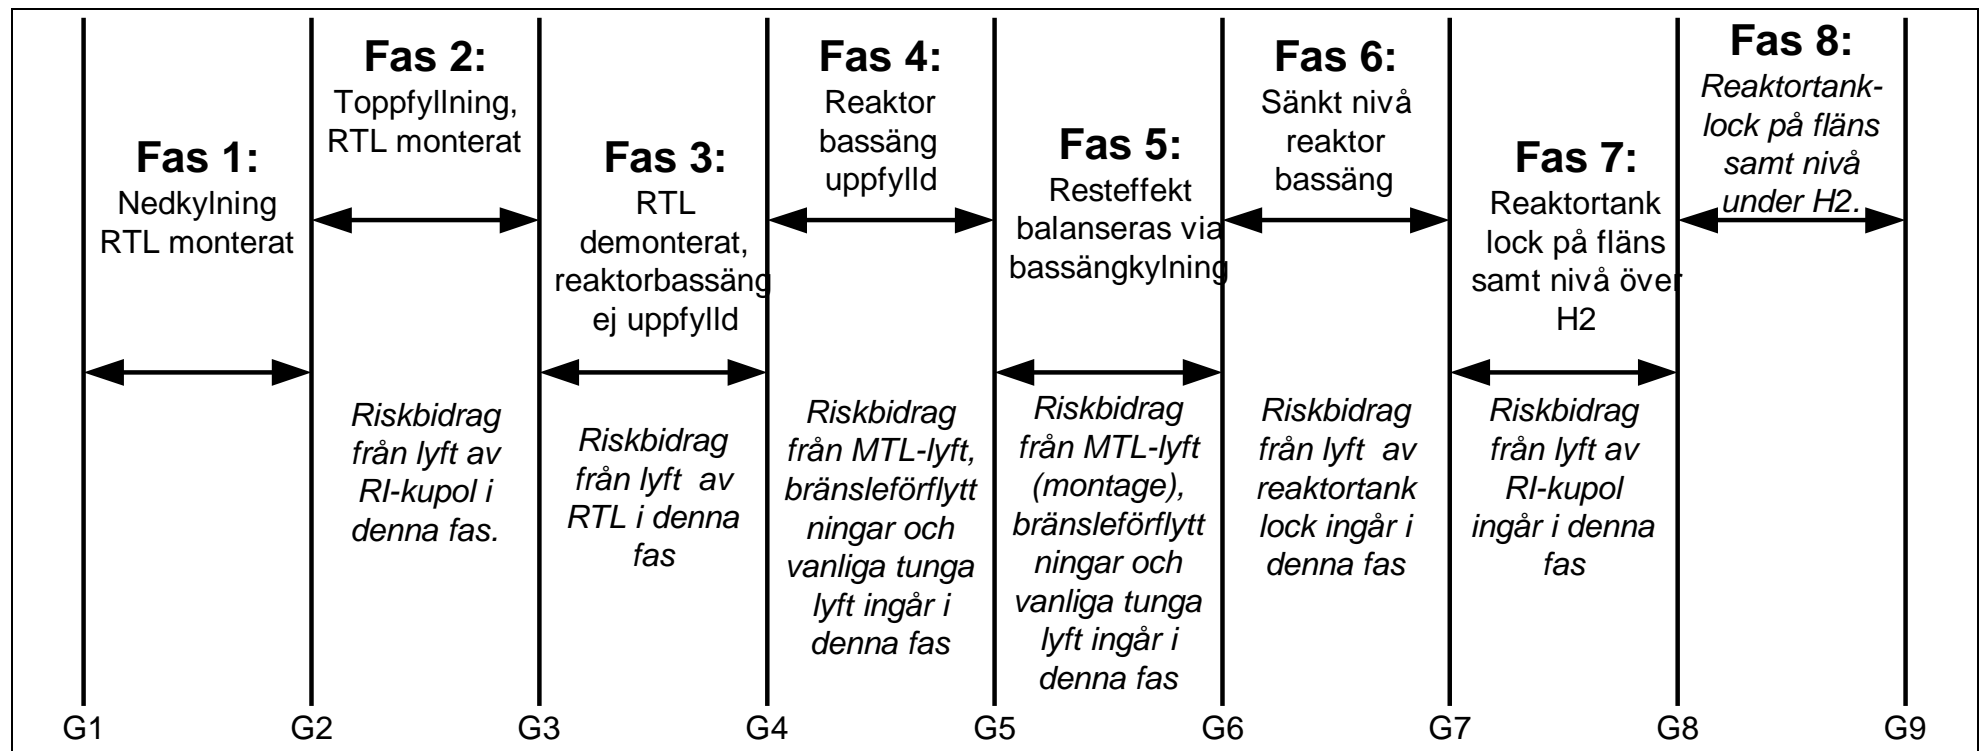 Fas 1:
Nedkylning
RTL monterat
Fas 2:
Toppfyllning,
RTL monterat
Riskbidrag
från lyft av
RI-kupol i
denna fas.
Fas 3:
RTL
demonterat,
reaktorbassäng
ej uppfylld
Riskbidrag
från lyft av
RTL i denna
fas
Fas 4:
Reaktor
bassäng
uppfylld
Riskbidrag
från MTL-lyft,
bränsleförflytt
ningar och
vanliga tunga
lyft ingår i
denna fas
Fas 5:
Resteffekt
balanseras via
bassängkylning
Riskbidrag
från MTL-lyft
(montage),
bränsleförflytt
ningar och
vanliga tunga
lyft ingår i
denna fas
Fas 6:
Sänkt nivå
reaktor
bassäng
Riskbidrag
från lyft av
reaktortank
lock ingår i
denna fas
Fas 7:
Reaktortank
lock på fläns
samt nivå över
H2
Riskbidrag
från lyft av
RI-kupol
ingår i denna
fas
Fas 8:
Reaktortank-
lock på fläns
samt nivå
under H2.
G1 G2 G3 G4 G5 G6 G7 G8 G9